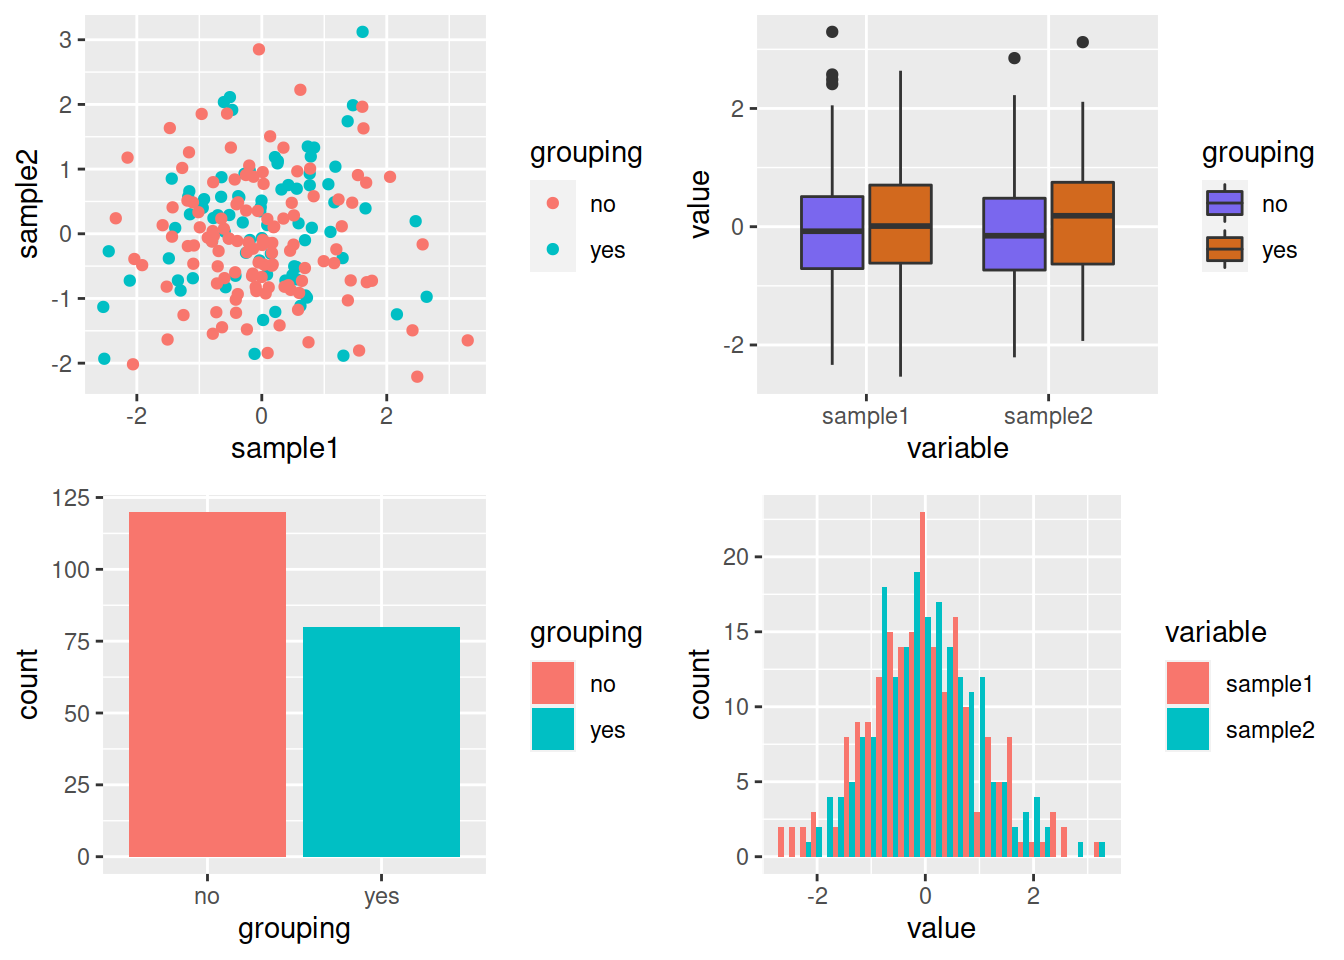 3
2
1
0
-1
-2
sample2
-2 0 2
sample1
grouping
no
yes
2
0
-2
value
sample1 sample2
variable
grouping
no
yes
125
100
75
50
25
0
count
no yes
grouping
grouping
no
yes
20
15
10
5
0
count
-2 0 2
value
variable
sample1
sample2